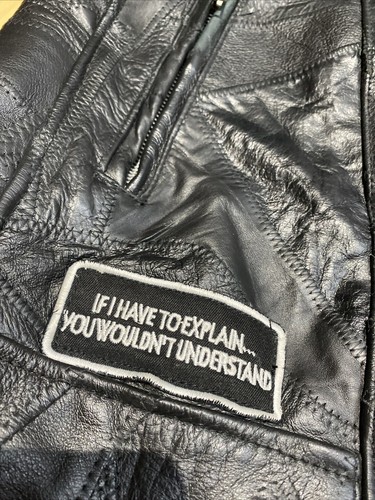 IF I HAVE TO EXPLAIN...
YOU WOULDN'T UNDERSTAND